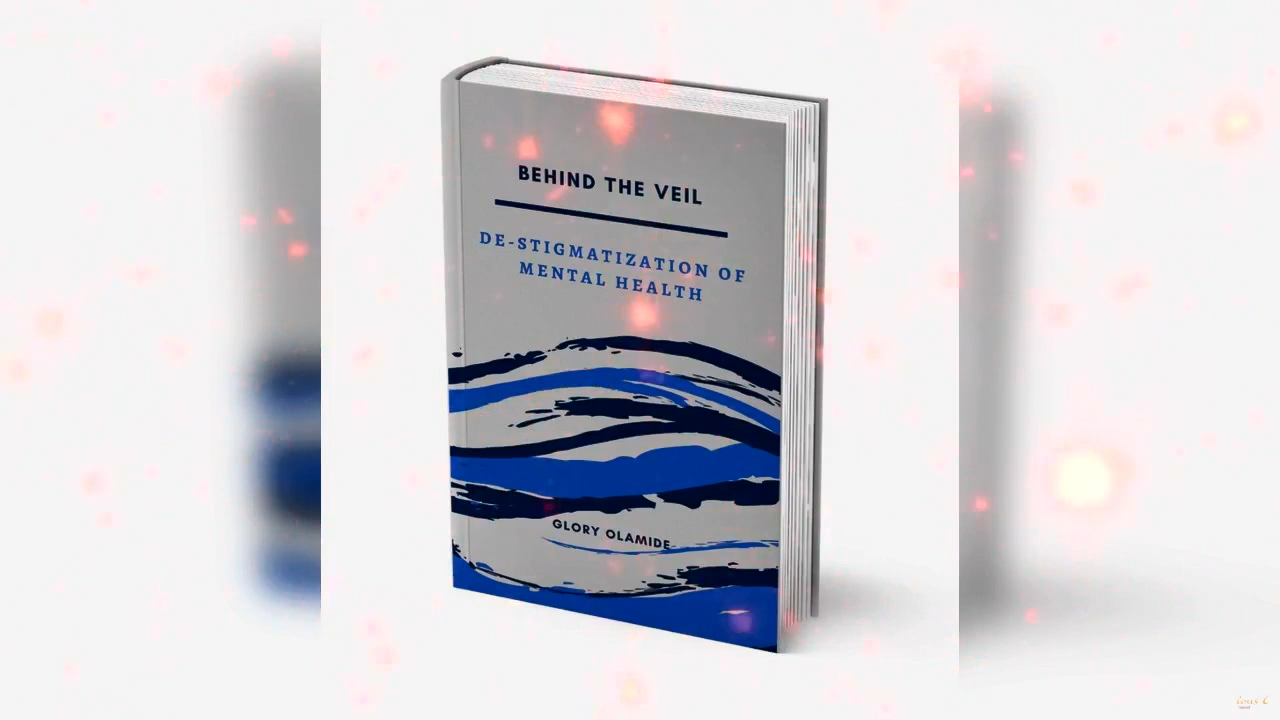 BEHIND THE VEIL
DE-STIGMATIZATION OF
MENTAL HEALTH
GLORY OLAMIDE